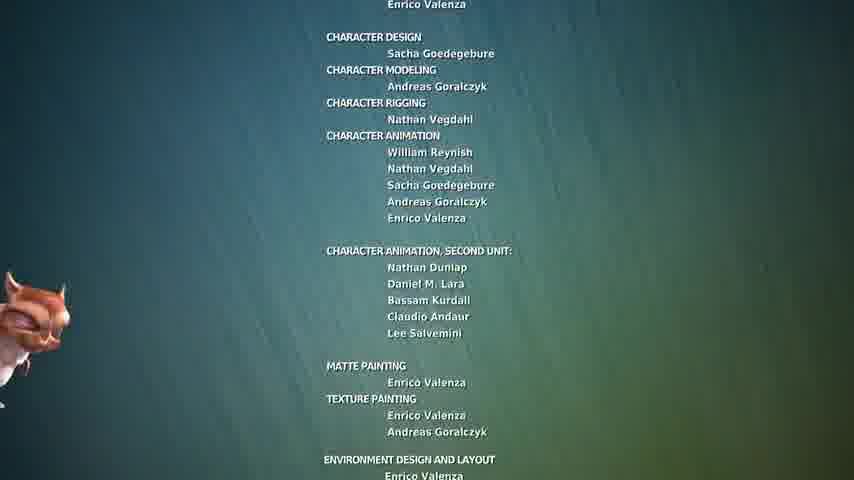 Enrico Valenza
CHARACTER DESIGN
Sacha Goedegebure
CHARACTER MODELING
Andreas Goralczyk
CHARACTER RIGGING
Nathan Vegdahl
CHARACTER ANIMATION
William Reynish
Nathan Vegdahl
Sacha Goedegebure
Andreas Goralczyk
Enrico Valenza
CHARACTER ANIMATION, SECOND UNIT:
Nathan Dunlap
Daniel M. Lara
Bassam Kurdali
Claudio Andaur
Lee Salvemini
MATTE PAINTING
Enrico Valenza
TEXTURE PAINTING
Enrico Valenza
Andreas Goralczyk
ENVIRONMENT DESIGN AND LAYOUT
Enrico Valenza